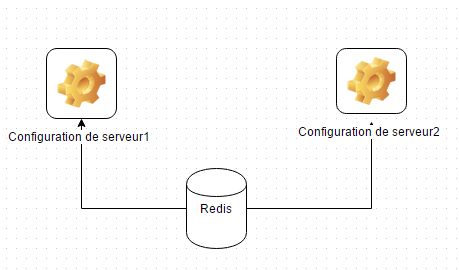 Configuration de serveur1
Configuration de serveur2
Redis